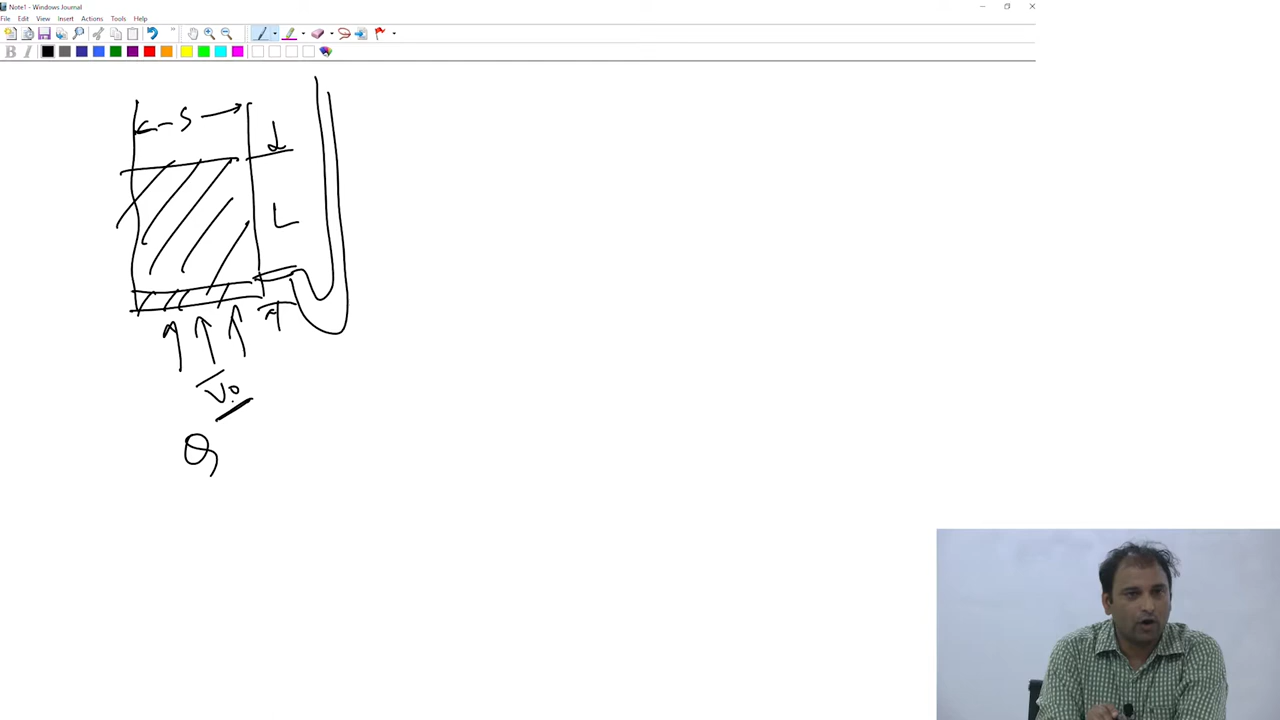 Note1 - Windows Journal
File Edit View Insert Actions Tools Help
B I
S
L
V0
Q